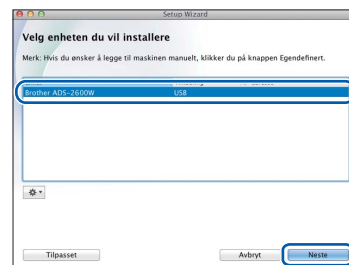 Setup Wizard
Velg enheten du vil installere
Merk: Hvis du ønsker å legge til maskinen manuelt, klikker du på knappen Egendefinert.
Brother ADS-2600W USB
Tilpasset Avbryt Neste